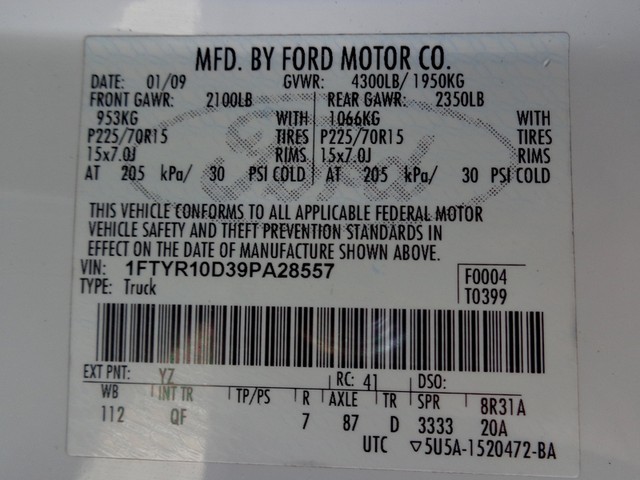 MFD. BY FORD MOTOR CO.
DATE: 01/09 GVWR: 4300LB/ 1950KG
FRONT GAWR: 2100LB REAR GAWR: 2350LB
953KG WITH 1066KG WITH
P225/70R15 TIRES P225/70R15 TIRES
15x7.0J RIMS 15x7.0J RIMS
AT 205 kPa/ 30 PSI COLD AT 205 kPa/ 30 PSI COLD
Ford
THIS VEHICLE CONFORMS TO ALL APPLICABLE FEDERAL MOTOR
VEHICLE SAFETY AND THEFT PREVENTION STANDARDS IN
EFFECT ON THE DATE OF MANUFACTURE SHOWN ABOVE.
VIN: 1FTYR10D39PA28557 F0004
TYPE: Truck T0399
EXT PNT: YZ RC: 41 DSO:
WB INT TR TP/PS R AXLE TR SPR 8R31A
112 QF 7 87 D 3333 20A
UTC ▽5U5A-1520472-BA